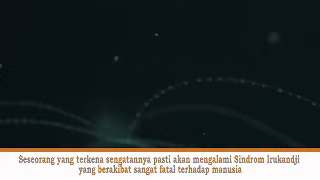 Seseorang yang terkena sengatannya pasti akan mengalami Sindrom Irukandji
yang berakibat sangat fatal terhadap manusia